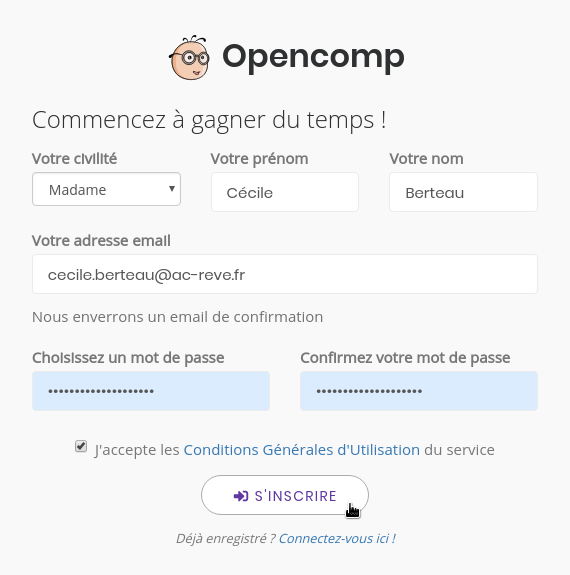 Opencomp
Commencez à gagner du temps !
Votre civilité Votre prénom Votre nom
Madame Cécile Berteau
Votre adresse email
cecile.berteau@ac-reve.fr
Nous enverrons un email de confirmation
Choisissez un mot de passe Confirmez votre mot de passe
•••••••••••••••••••• ••••••••••••••••••••
J'accepte les Conditions Générales d'Utilisation du service
S'INSCRIRE
Déjà enregistré ? Connectez-vous ici !